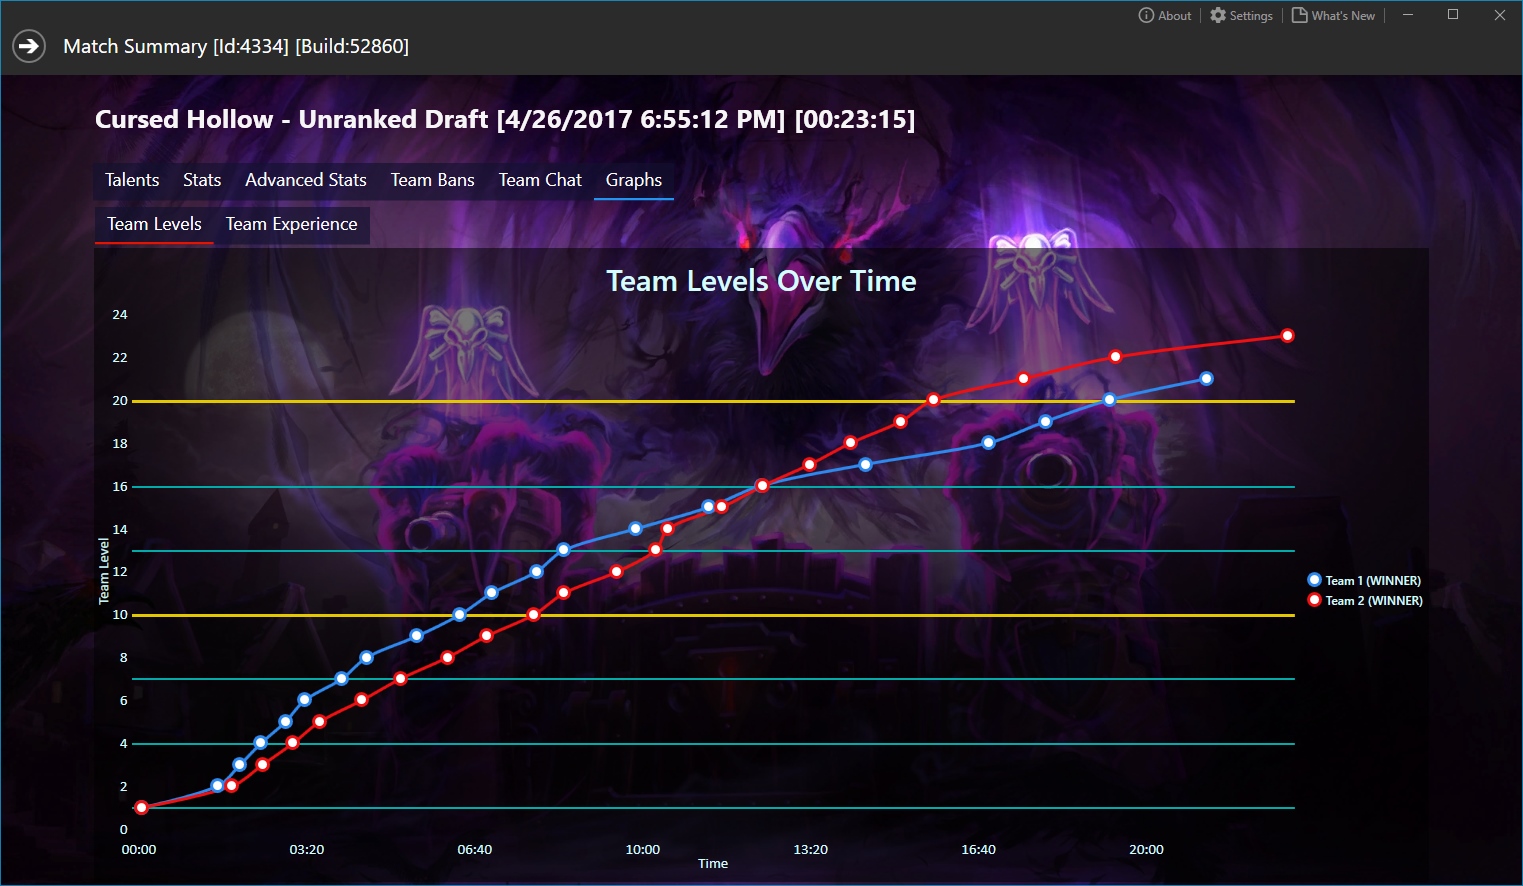 About Settings What's New
Match Summary [Id:4334] [Build:52860]
Cursed Hollow - Unranked Draft [4/26/2017 6:55:12 PM] [00:23:15]
Talents Stats Advanced Stats Team Bans Team Chat Graphs
Team Levels Team Experience
Team Levels Over Time
24
22
20
18
16
14
12
10
8
6
4
2
0
Team Level
Team 1 (WINNER)
Team 2 (WINNER)
00:00 03:20 06:40 10:00 13:20 16:40 20:00
Time